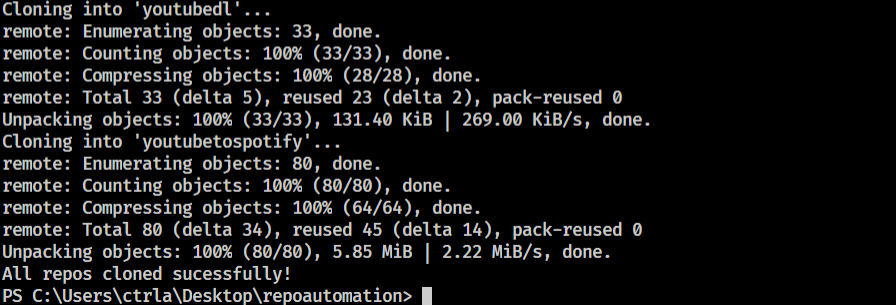 Cloning into 'youtubedl'...
remote: Enumerating objects: 33, done.
remote: Counting objects: 100% (33/33), done.
remote: Compressing objects: 100% (28/28), done.
remote: Total 33 (delta 5), reused 23 (delta 2), pack-reused 0
Unpacking objects: 100% (33/33), 131.40 KiB | 269.00 KiB/s, done.
Cloning into 'youtubetospotify'...
remote: Enumerating objects: 80, done.
remote: Counting objects: 100% (80/80), done.
remote: Compressing objects: 100% (64/64), done.
remote: Total 80 (delta 34), reused 45 (delta 14), pack-reused 0
Unpacking objects: 100% (80/80), 5.85 MiB | 2.22 MiB/s, done.
All repos cloned sucessfully!
PS C:\Users\ctrla\Desktop\repoautomation>